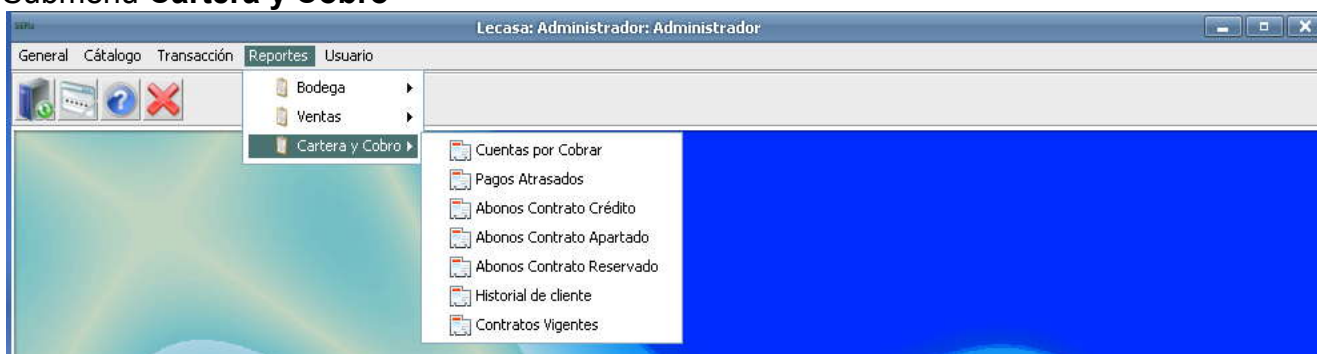 Submenú Cartera y Cobro
Lecasa: Administrador: Administrador
General Cátalogo Transacción Reportes Usuario
Bodega
Ventas
Cartera y Cobro
Cuentas por Cobrar
Pagos Atrasados
Abonos Contrato Crédito
Abonos Contrato Apartado
Abonos Contrato Reservado
Historial de cliente
Contratos Vigentes